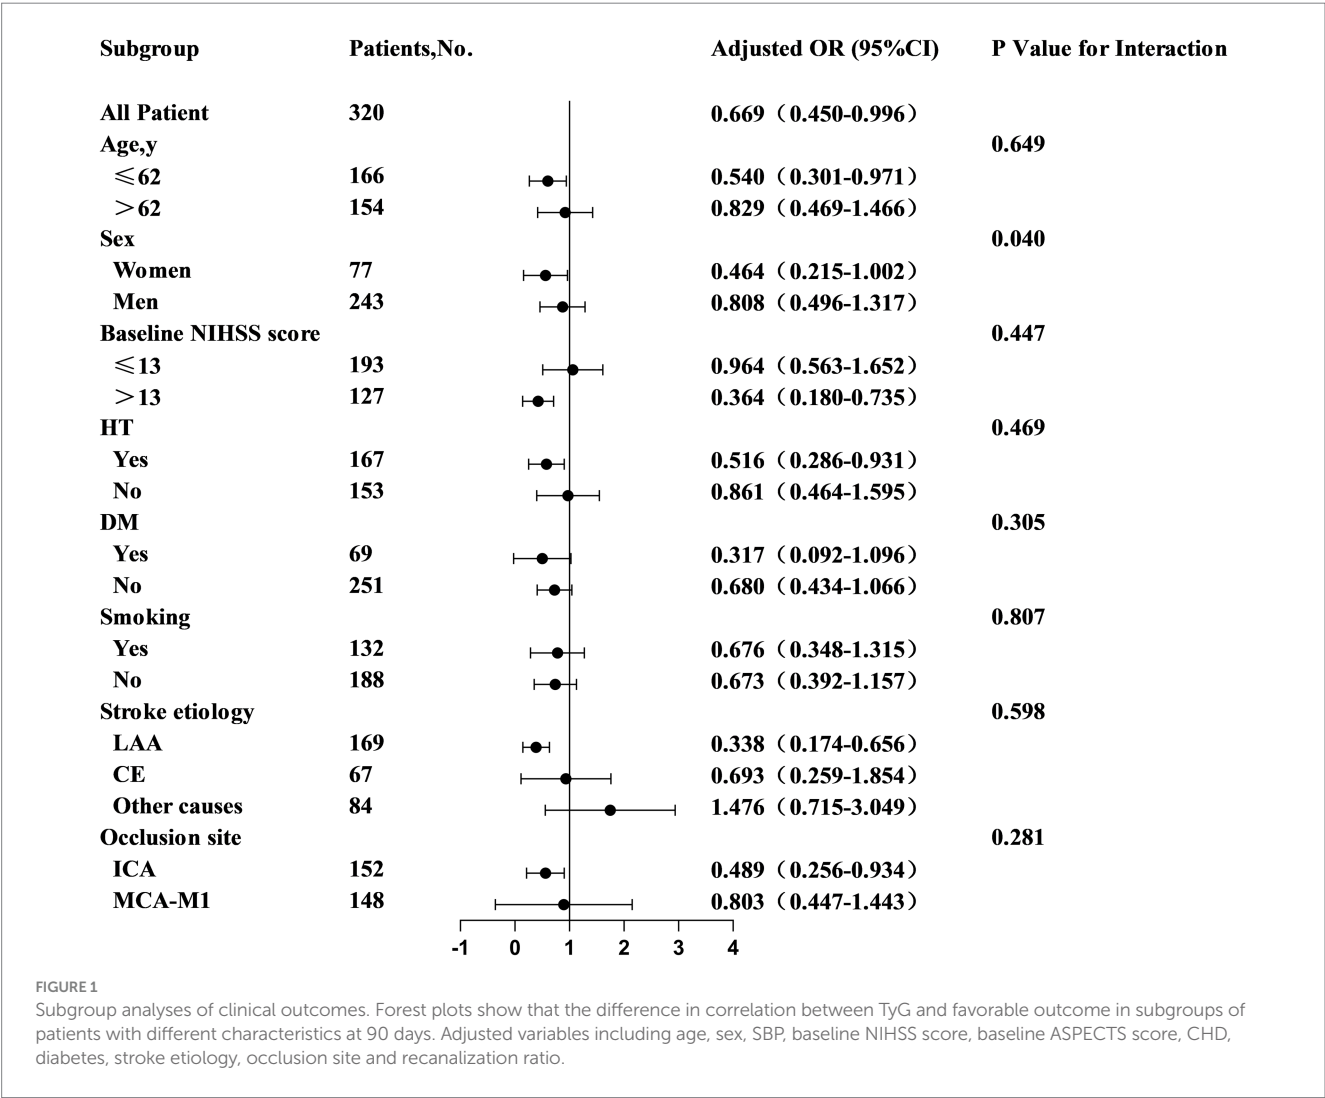 Subgroup Patients,No. Adjusted OR (95%CI) P Value for Interaction
All Patient 320 0.669（0.450-0.996）
Age,y 0.649
≤62 166 0.540（0.301-0.971）
＞62 154 0.829（0.469-1.466）
Sex 0.040
Women 77 0.464（0.215-1.002）
Men 243 0.808（0.496-1.317）
Baseline NIHSS score 0.447
≤13 193 0.964（0.563-1.652）
＞13 127 0.364（0.180-0.735）
HT 0.469
Yes 167 0.516（0.286-0.931）
No 153 0.861（0.464-1.595）
DM 0.305
Yes 69 0.317（0.092-1.096）
No 251 0.680（0.434-1.066）
Smoking 0.807
Yes 132 0.676（0.348-1.315）
No 188 0.673（0.392-1.157）
Stroke etiology 0.598
LAA 169 0.338（0.174-0.656）
CE 67 0.693（0.259-1.854）
Other causes 84 1.476（0.715-3.049）
Occlusion site 0.281
ICA 152 0.489（0.256-0.934）
MCA-M1 148 0.803（0.447-1.443）
-1 0 1 2 3 4
FIGURE 1
Subgroup analyses of clinical outcomes. Forest plots show that the difference in correlation between TyG and favorable outcome in subgroups of
patients with different characteristics at 90 days. Adjusted variables including age, sex, SBP, baseline NIHSS score, baseline ASPECTS score, CHD,
diabetes, stroke etiology, occlusion site and recanalization ratio.